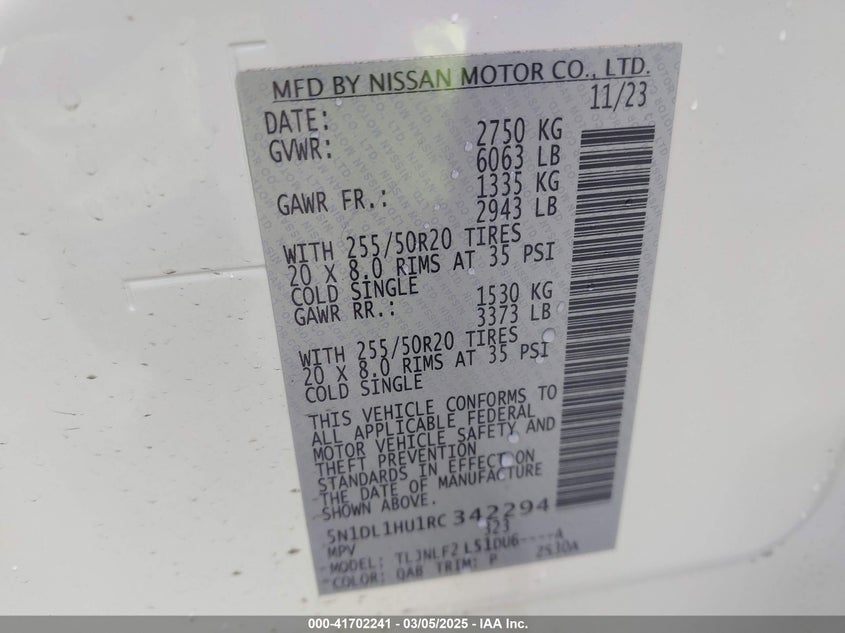 MFD BY NISSAN MOTOR CO., LTD.
DATE: 11/23
GVWR: 2750 KG
6063 LB
GAWR FR.: 1335 KG
2943 LB
WITH 255/50R20 TIRES
20 X 8.0 RIMS AT 35 PSI
COLD SINGLE
GAWR RR.: 1530 KG
3373 LB
WITH 255/50R20 TIRES
20 X 8.0 RIMS AT 35 PSI
COLD SINGLE
THIS VEHICLE CONFORMS TO
ALL APPLICABLE FEDERAL
MOTOR VEHICLE SAFETY AND
THEFT PREVENTION
STANDARDS IN EFFECT ON
THE DATE OF MANUFACTURE
SHOWN ABOVE.
5N1DL1HU1RC342294
MPV 323
MODEL: TLJNLF2 L51DU6----A
COLOR: QAB TRIM: P 2530A
000-41702241 - 03/05/2025 - IAA Inc.